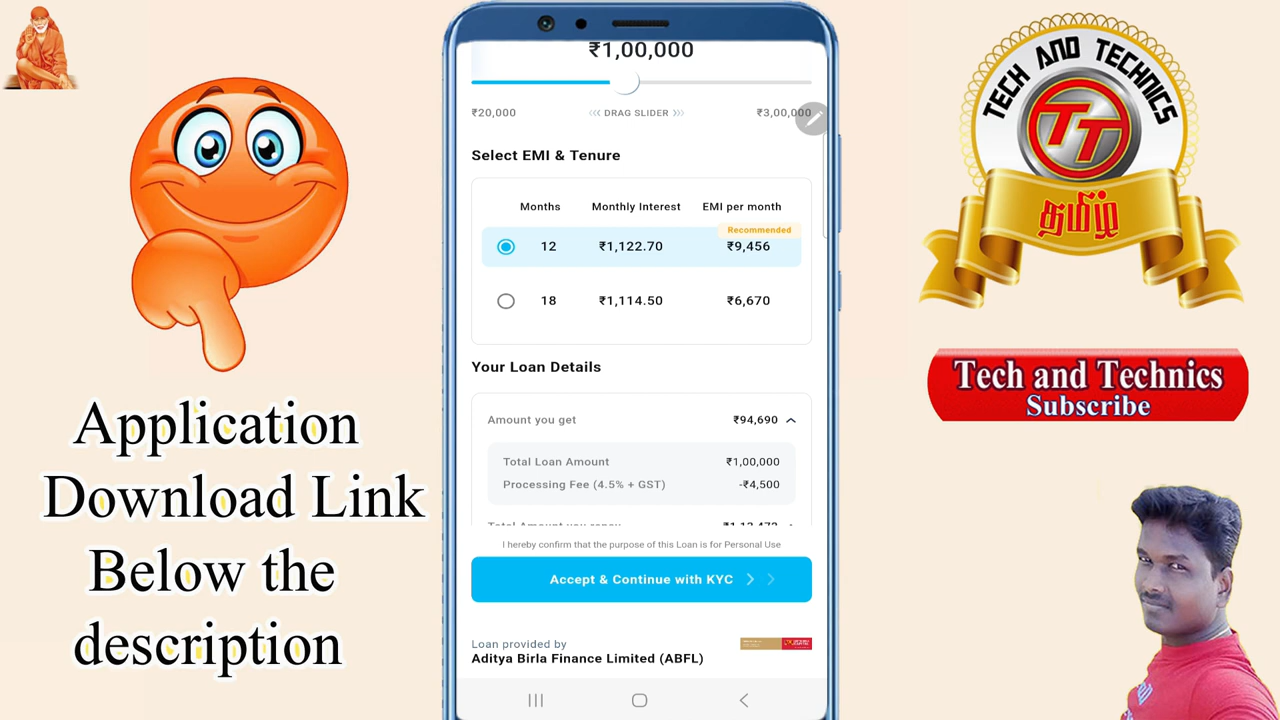 ₹1,00,000
₹20,000 ‹‹‹ DRAG SLIDER ››› ₹3,00,000
Select EMI & Tenure
Months Monthly Interest EMI per month
Recommended
12 ₹1,122.70 ₹9,456
18 ₹1,114.50 ₹6,670
Your Loan Details
Amount you get ₹94,690
Total Loan Amount ₹1,00,000
Processing Fee (4.5% + GST) -₹4,500
I hereby confirm that the purpose of this Loan is for Personal Use
Accept & Continue with KYC
Loan provided by
Aditya Birla Finance Limited (ABFL)
Application
Download Link
Below the
description
TECH AND TECHNICS
TT
தமிழ்
Tech and Technics
Subscribe